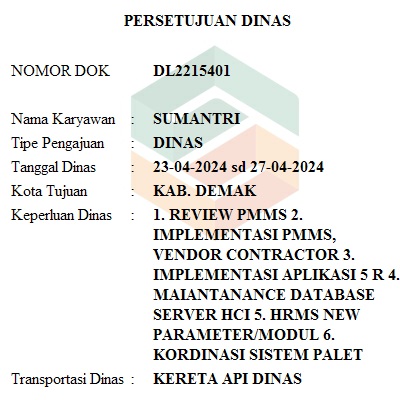 PERSETUJUAN DINAS
NOMOR DOK DL2215401
Nama Karyawan : SUMANTRI
Tipe Pengajuan : DINAS
Tanggal Dinas : 23-04-2024 sd 27-04-2024
Kota Tujuan : KAB. DEMAK
Keperluan Dinas : 1. REVIEW PMMS 2.
IMPLEMENTASI PMMS,
VENDOR CONTRACTOR 3.
IMPLEMENTASI APLIKASI 5 R 4.
MAIANTANANCE DATABASE
SERVER HCI 5. HRMS NEW
PARAMETER/MODUL 6.
KORDINASI SISTEM PALET
Transportasi Dinas : KERETA API DINAS